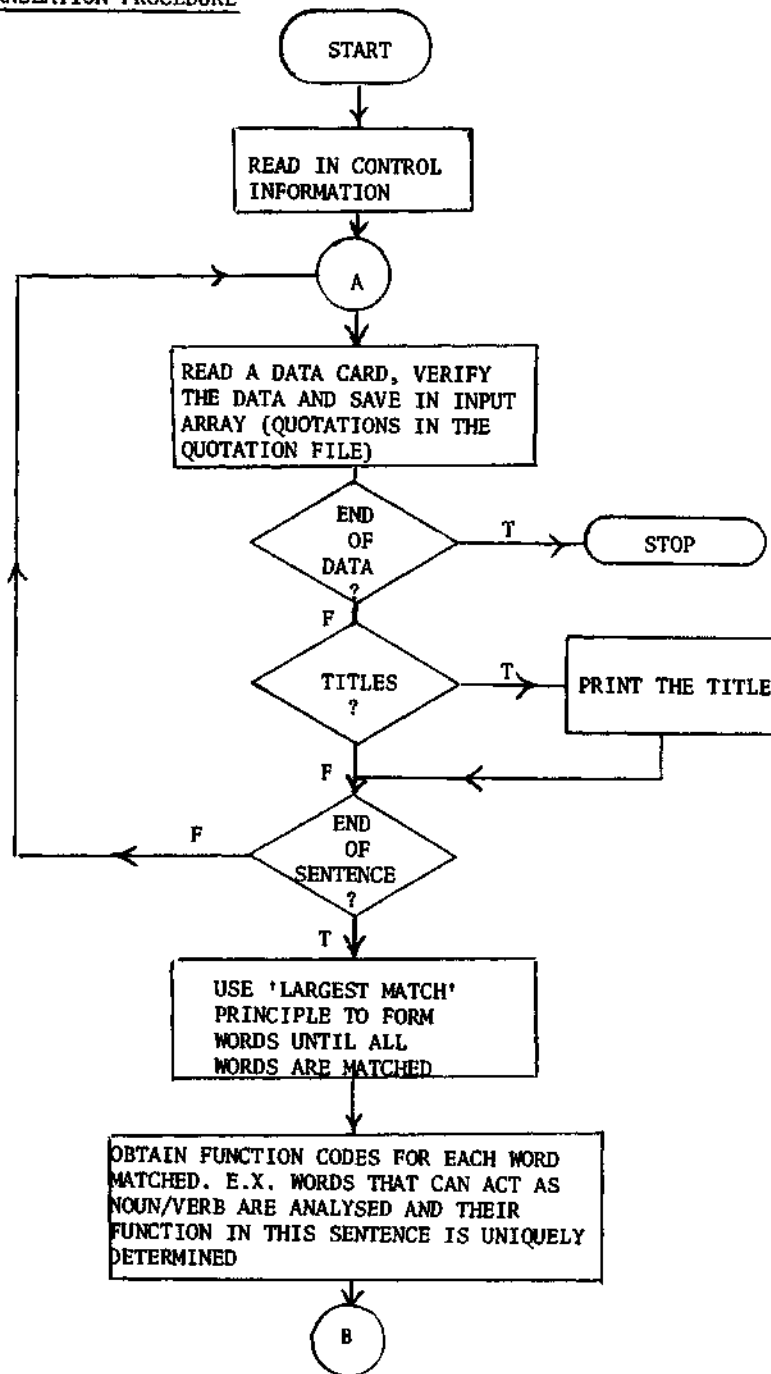 PROCEDURE
START
READ IN CONTROL
INFORMATION
A
READ A DATA CARD, VERIFY
THE DATA AND SAVE IN INPUT
ARRAY (QUOTATIONS IN THE
QUOTATION FILE)
END
OF
DATA
?
T
STOP
F
TITLES
?
T
PRINT THE TITLE
F
END
OF
SENTENCE
?
F
T
USE 'LARGEST MATCH'
PRINCIPLE TO FORM
WORDS UNTIL ALL
WORDS ARE MATCHED
OBTAIN FUNCTION CODES FOR EACH WORD
MATCHED. E.X. WORDS THAT CAN ACT AS
NOUN/VERB ARE ANALYSED AND THEIR
FUNCTION IN THIS SENTENCE IS UNIQUELY
DETERMINED
B